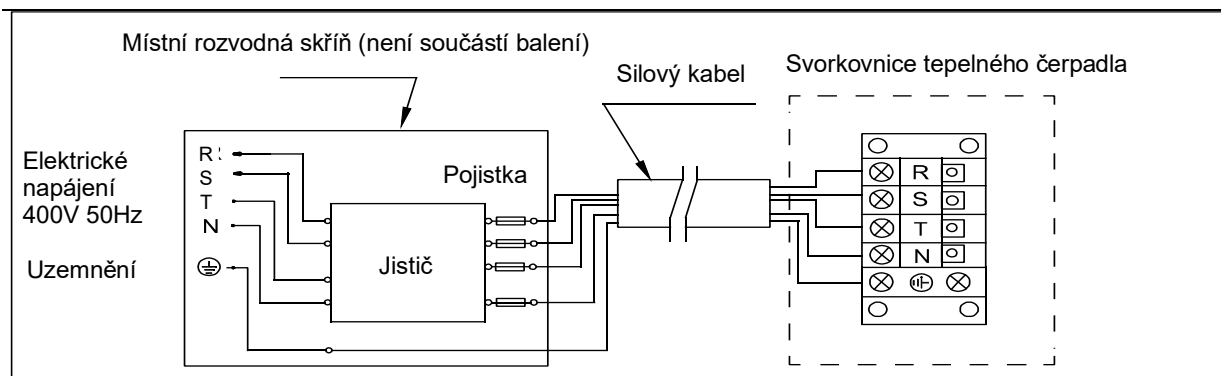 Místní rozvodná skříň (není součástí balení)
Silový kabel
Svorkovnice tepelného čerpadla
Elektrické
napájení
400V 50Hz
Uzemnění
R
S
T
N
Pojistka
Jistič
R
S
T
N